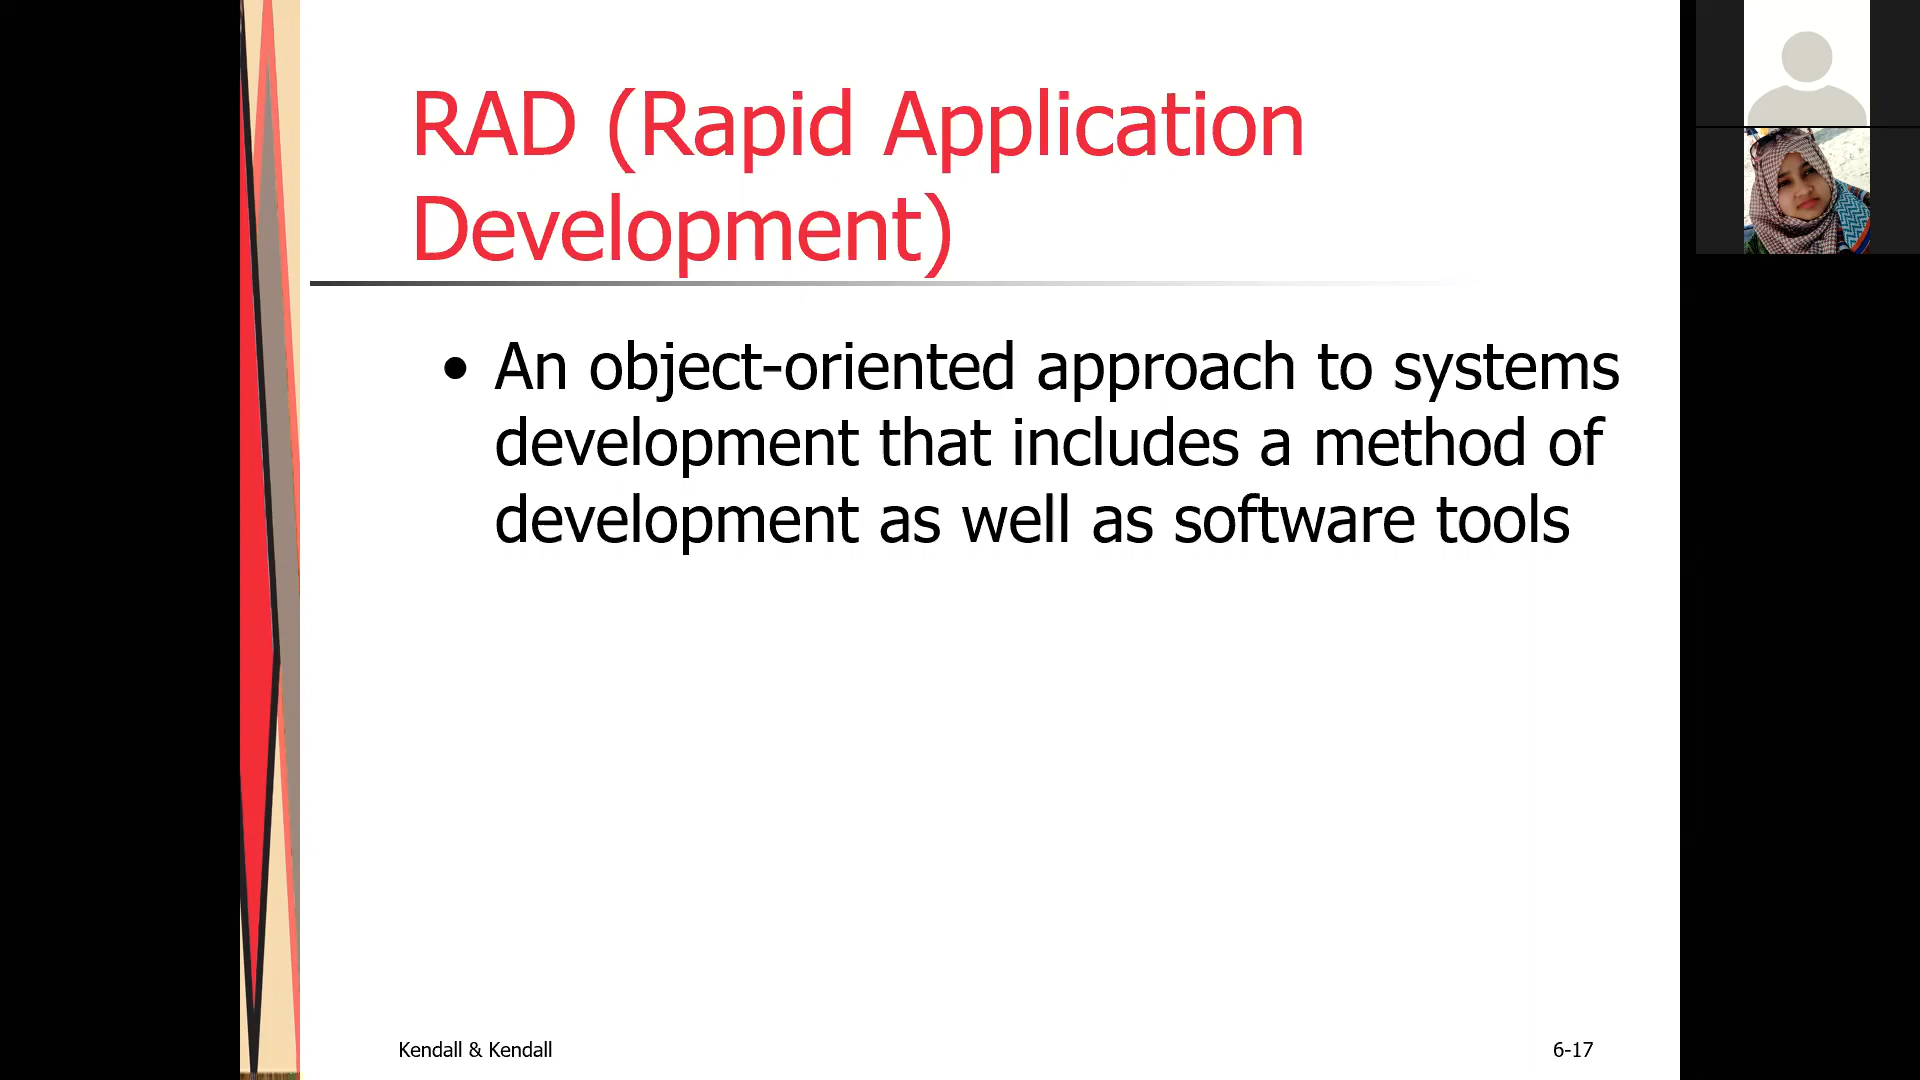 RAD (Rapid Application
Development)
• An object-oriented approach to systems
development that includes a method of
development as well as software tools
Kendall & Kendall
6-17